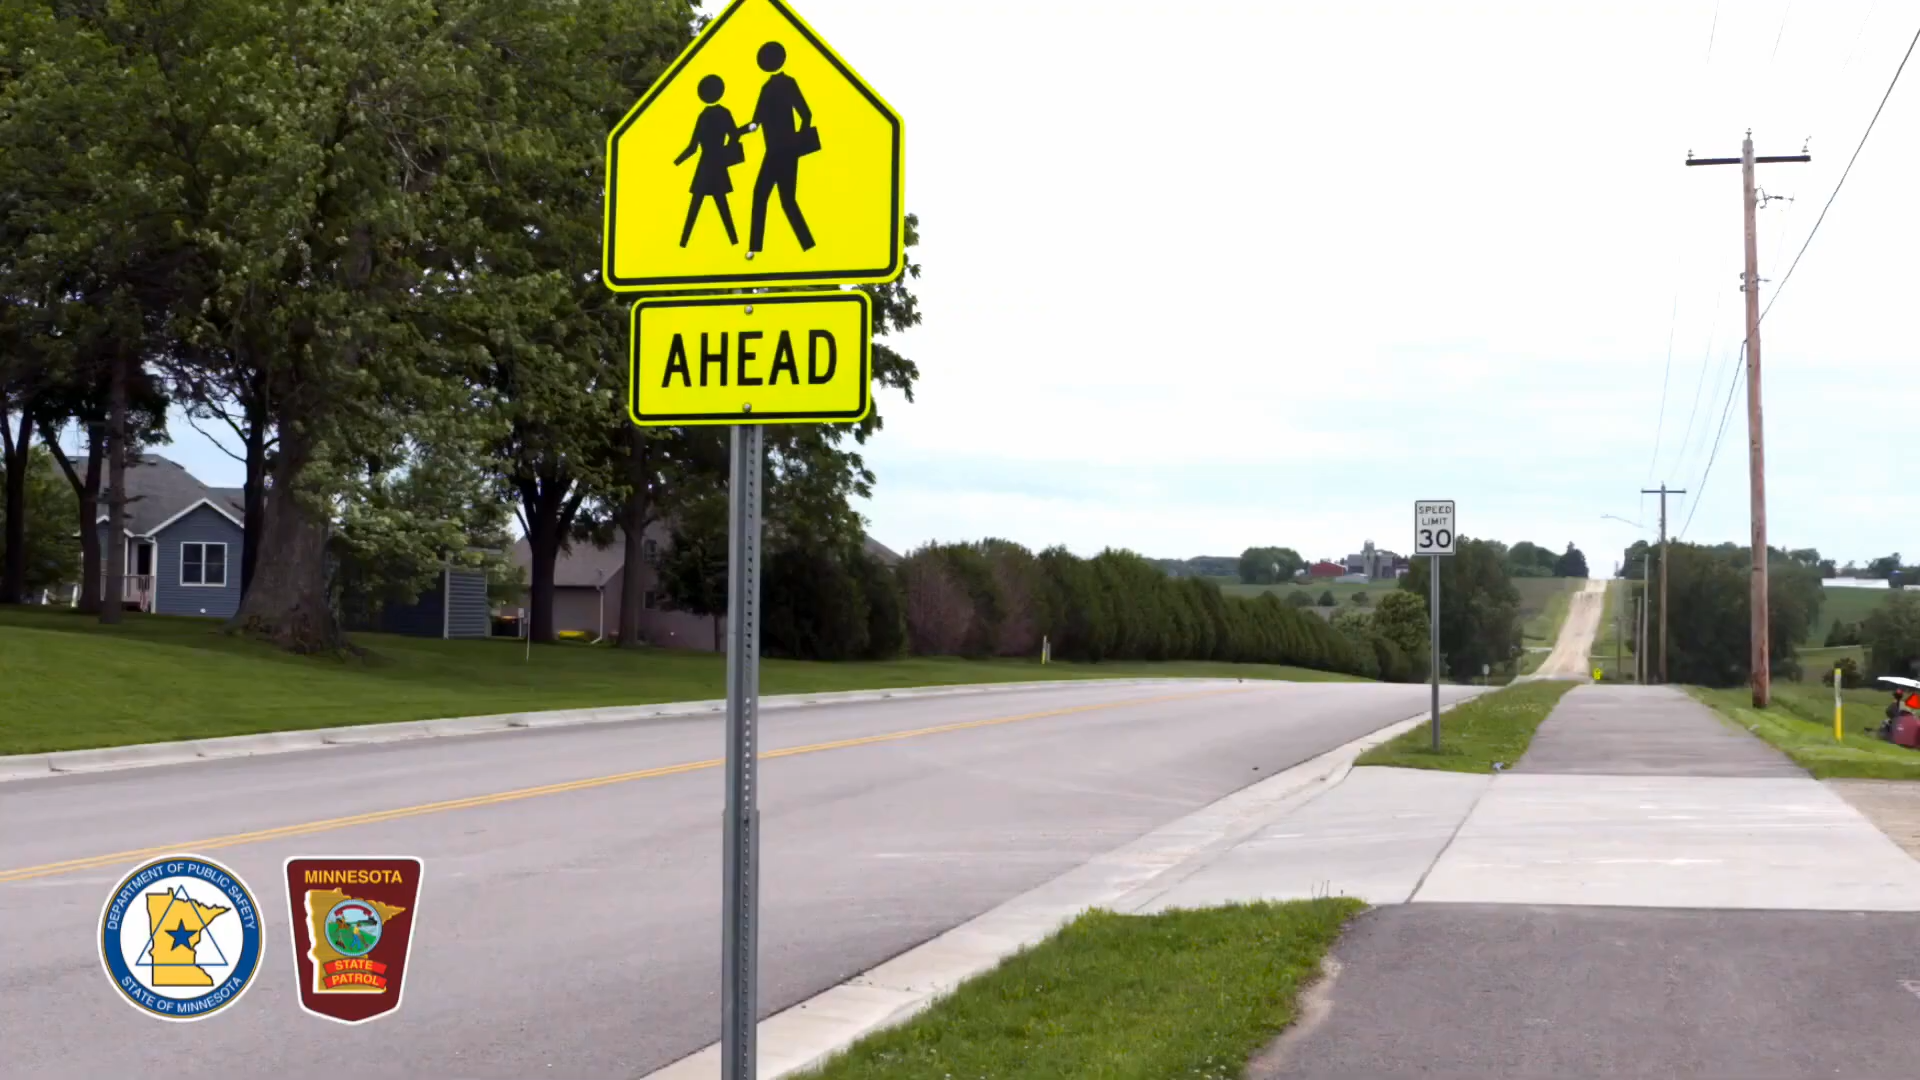 AHEAD
SPEED
LIMIT
30
DEPARTMENT OF PUBLIC SAFETY
STATE OF MINNESOTA
MINNESOTA
STATE
PATROL